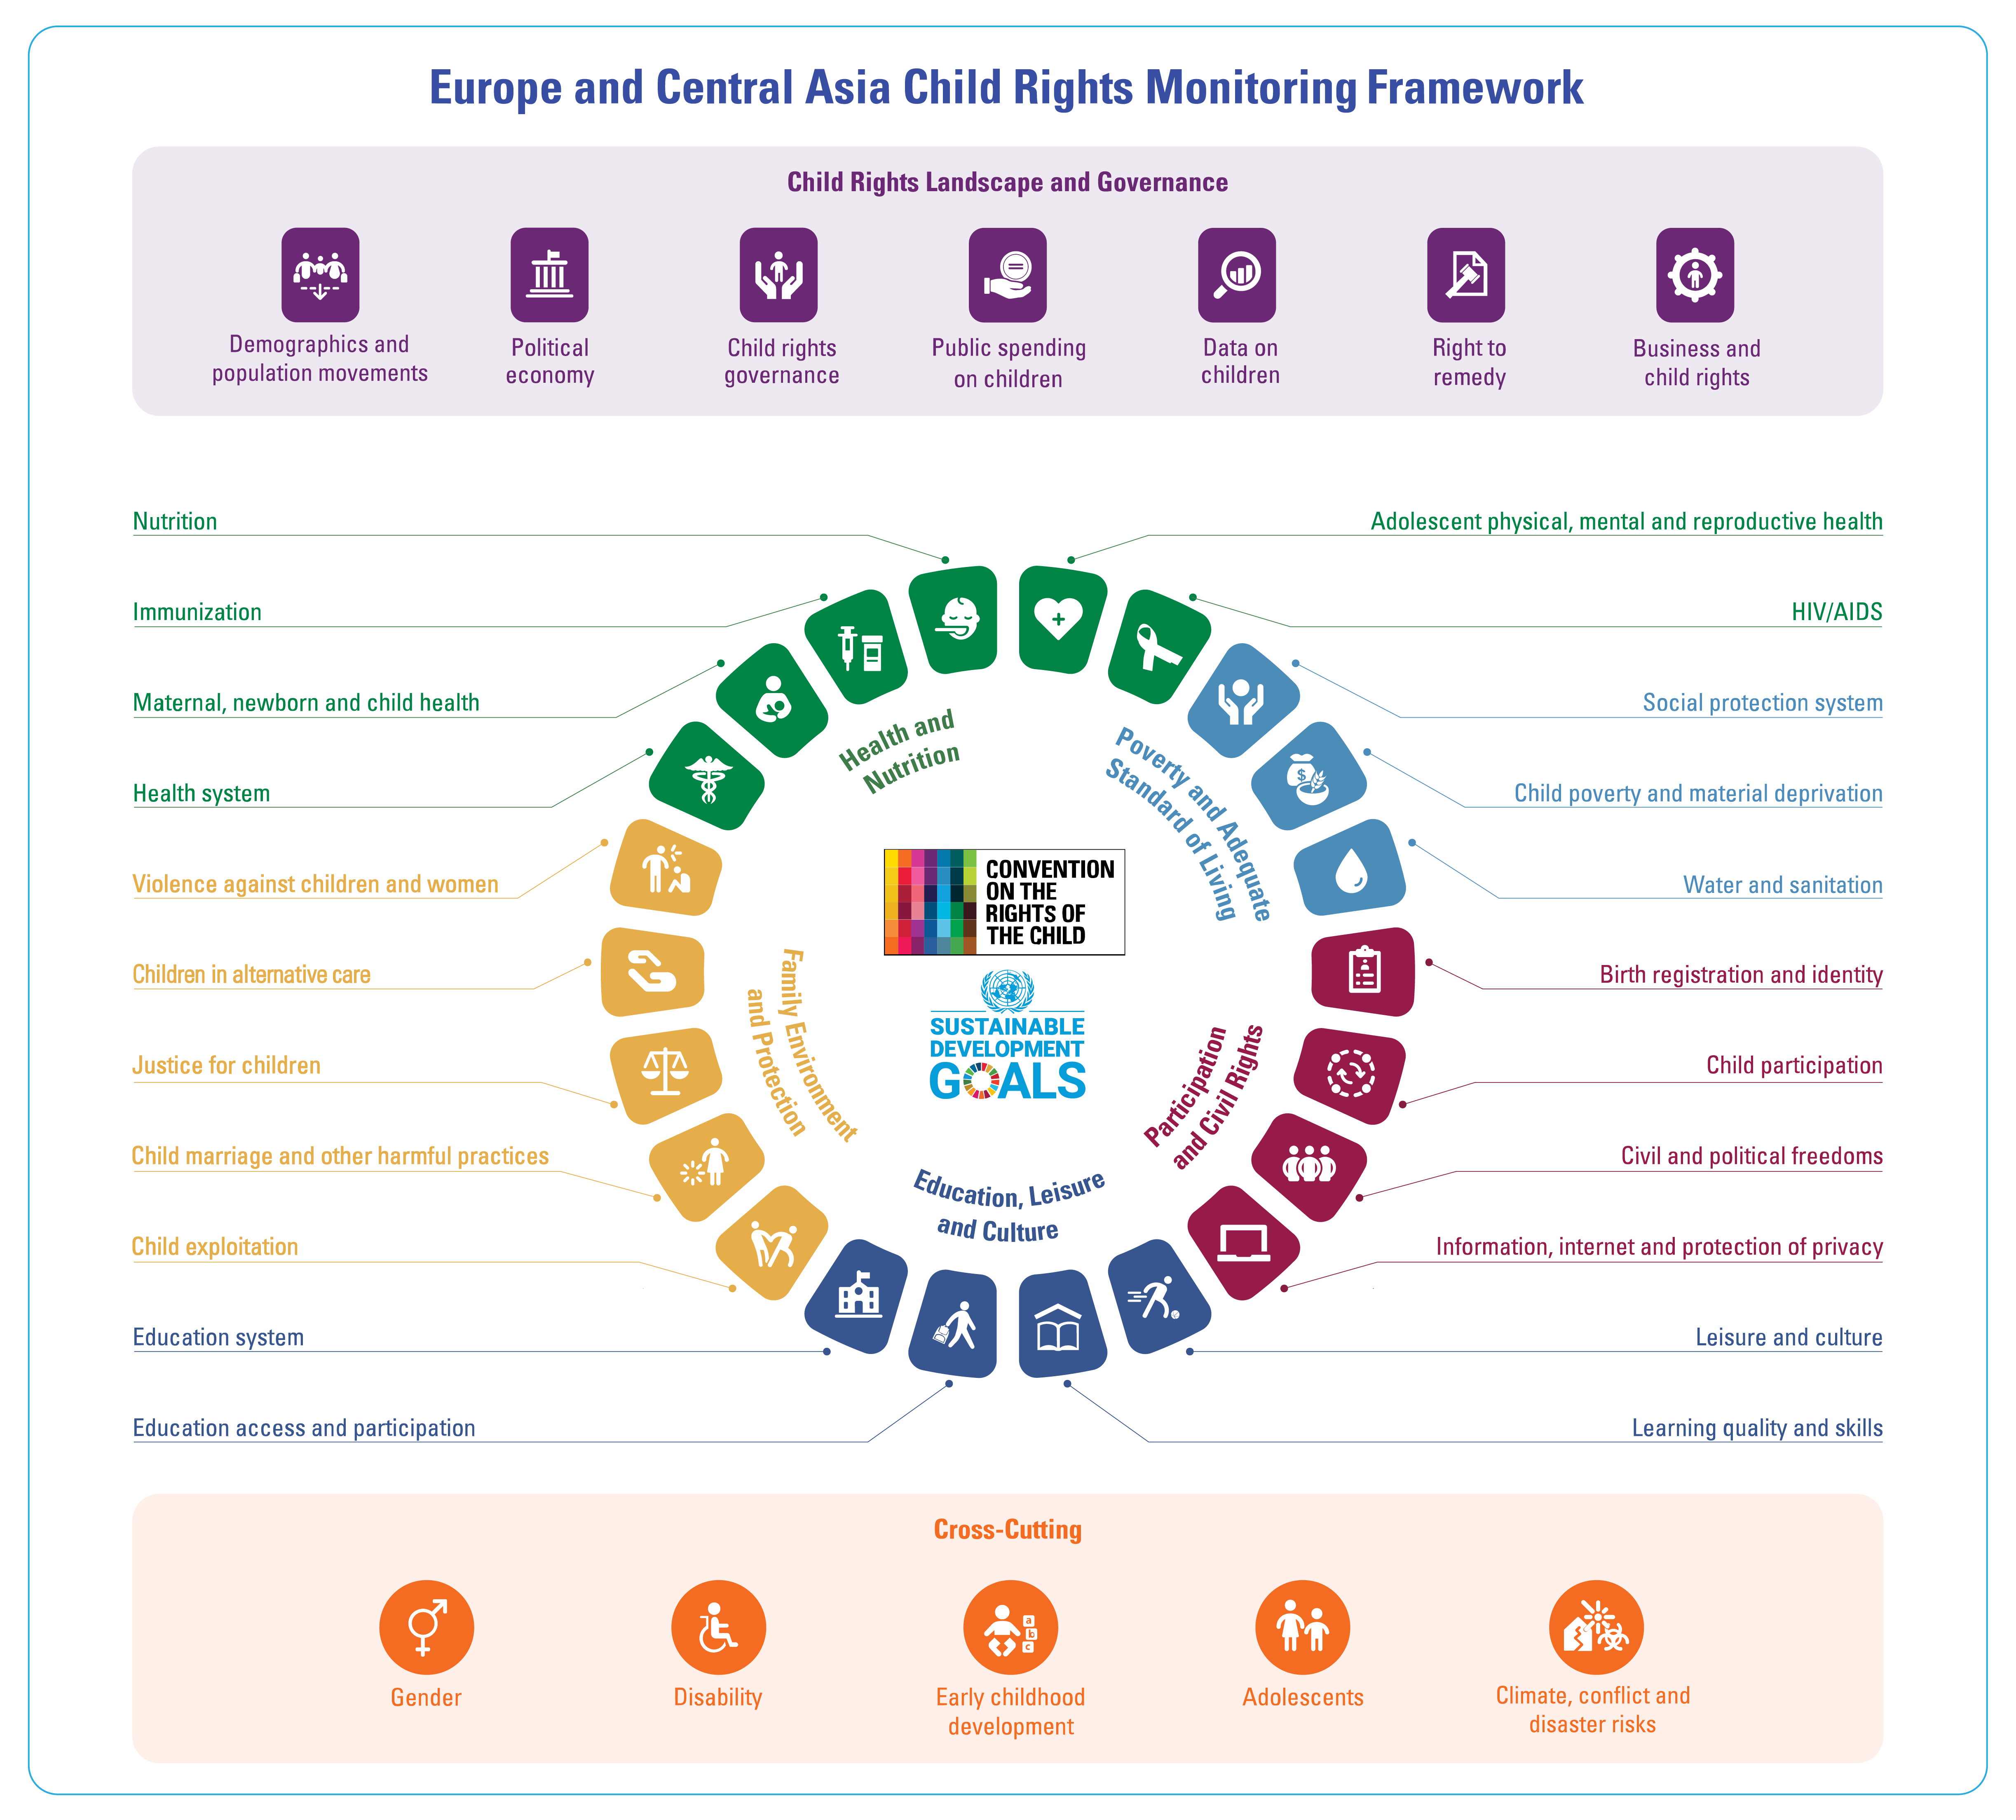 Europe and Central Asia Child Rights Monitoring Framework
Child Rights Landscape and Governance
Demographics and
population movements
Political
economy
Child rights
governance
Public spending
on children
Data on
children
Right to
remedy
Business and
child rights
Nutrition
Immunization
Maternal, newborn and child health
Health system
Violence against children and women
Children in alternative care
Justice for children
Child marriage and other harmful practices
Child exploitation
Education system
Education access and participation
Adolescent physical, mental and reproductive health
HIV/AIDS
Social protection system
Child poverty and material deprivation
Water and sanitation
Birth registration and identity
Child participation
Civil and political freedoms
Information, internet and protection of privacy
Leisure and culture
Learning quality and skills
$
Health and
Nutrition
Poverty and Adequate
Standard of Living
Family Environment
and Protection
Participation
and Civil Rights
Education, Leisure
and Culture
CONVENTION
ON THE
RIGHTS OF
THE CHILD
SUSTAINABLE
DEVELOPMENT
GOALS
Cross-Cutting
a
b
c
Gender
Disability
Early childhood
development
Adolescents
Climate, conflict and
disaster risks